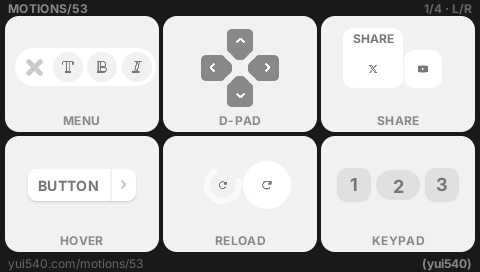 MOTIONS/53
1/4 · L/R
T B I
MENU
D-PAD
SHARE
X
SHARE
BUTTON
HOVER
RELOAD
1 2 3
KEYPAD
yui540.com/motions/53
(yui540)